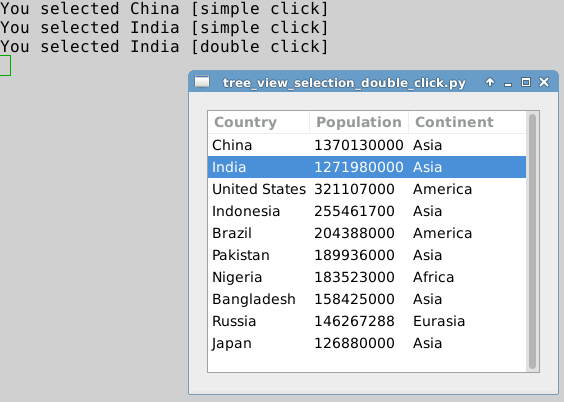 You selected China [simple click]
You selected India [simple click]
You selected India [double click]
tree_view_selection_double_click.py
Country Population Continent
China 1370130000 Asia
India 1271980000 Asia
United States 321107000 America
Indonesia 255461700 Asia
Brazil 204388000 America
Pakistan 189936000 Asia
Nigeria 183523000 Africa
Bangladesh 158425000 Asia
Russia 146267288 Eurasia
Japan 126880000 Asia